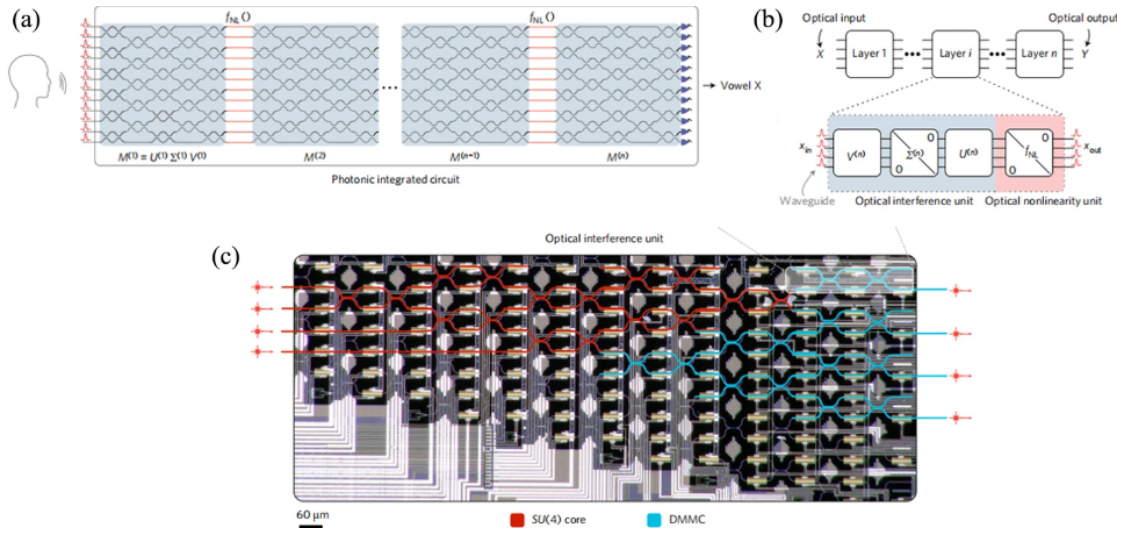 (a)
f_NL()
f_NL()
M^(1) = U^(1) Σ^(1) V^(1)
M^(2)
...
M^(n-1)
M^(n)
Vowel X
Photonic integrated circuit
(b)
Optical input
Optical output
X
Layer 1
...
Layer i
...
Layer n
Y
x_in
V^(n)
0
Σ^(n)
0
U^(n)
0
f_NL
0
x_out
Waveguide
Optical interference unit
Optical nonlinearity unit
(c)
Optical interference unit
60 μm
SU(4) core
DMMC